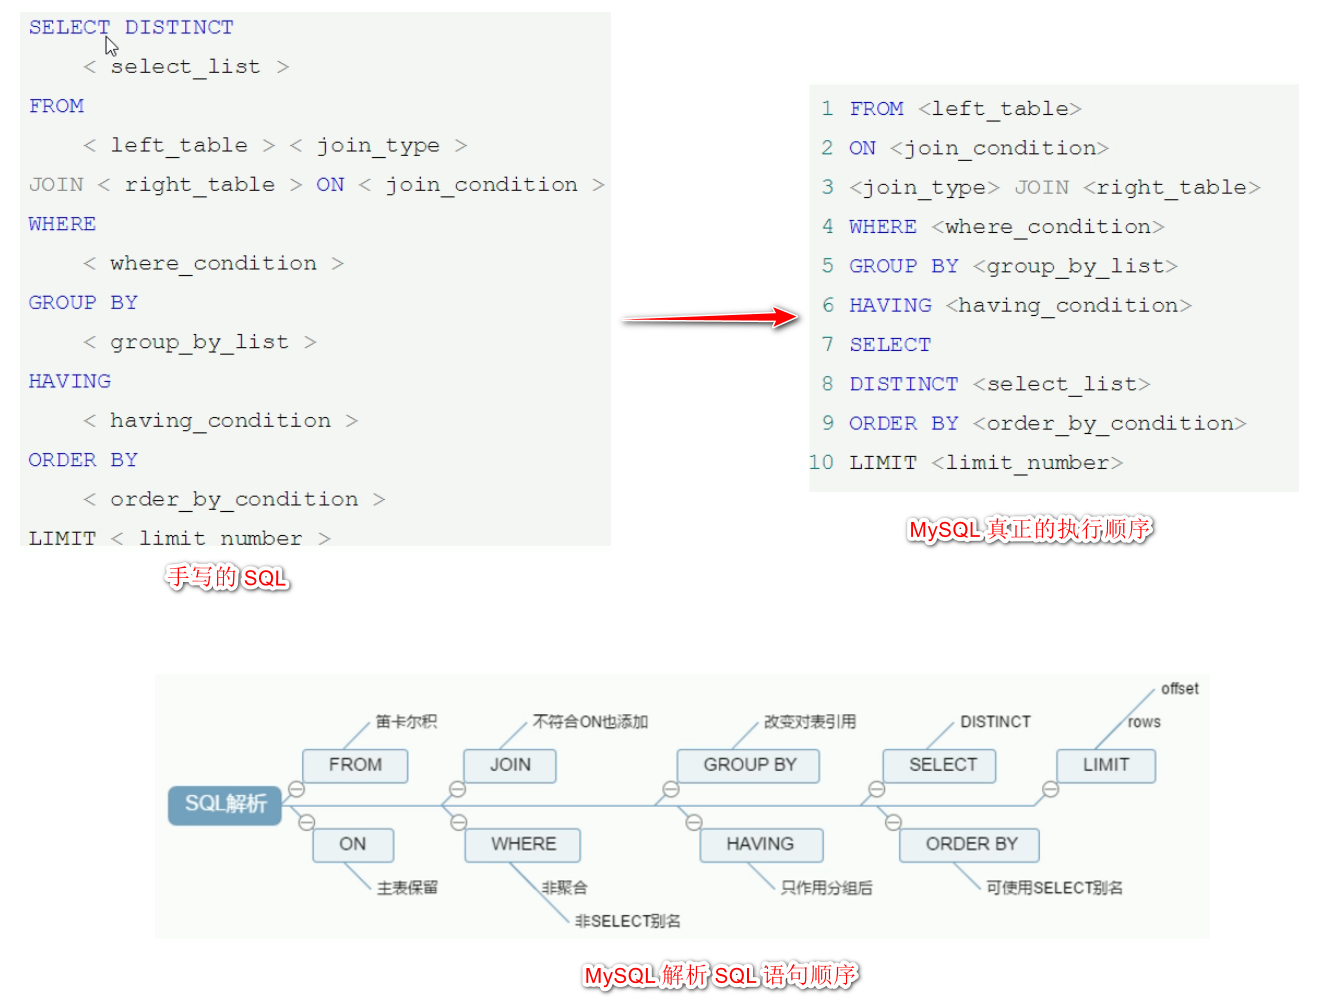 SELECT DISTINCT
< select_list >
FROM
< left_table > < join_type >
JOIN < right_table > ON < join_condition >
WHERE
< where_condition >
GROUP BY
< group_by_list >
HAVING
< having_condition >
ORDER BY
< order_by_condition >
LIMIT < limit_number >
手写的 SQL
1 FROM <left_table>
2 ON <join_condition>
3 <join_type> JOIN <right_table>
4 WHERE <where_condition>
5 GROUP BY <group_by_list>
6 HAVING <having_condition>
7 SELECT
8 DISTINCT <select_list>
9 ORDER BY <order_by_condition>
10 LIMIT <limit_number>
MySQL 真正的执行顺序
offset
笛卡尔积 不符合ON也添加 改变对表引用 DISTINCT rows
FROM JOIN GROUP BY SELECT LIMIT
SQL解析
ON WHERE HAVING ORDER BY
主表保留 非聚合 只作用分组后 可使用SELECT别名
非SELECT别名
MySQL 解析 SQL 语句顺序